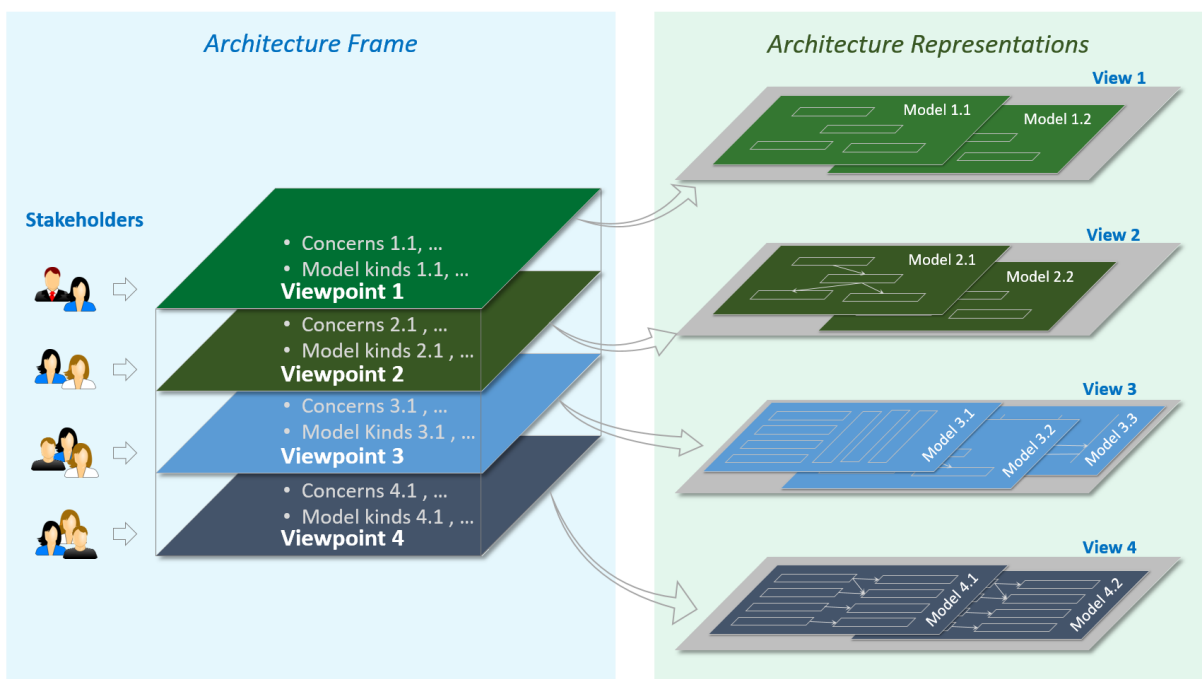 Architecture Frame
Stakeholders
• Concerns 1.1, ...
• Model kinds 1.1, ...
Viewpoint 1
• Concerns 2.1 , ...
• Model kinds 2.1 , ...
Viewpoint 2
• Concerns 3.1 , ...
• Model Kinds 3.1 , ...
Viewpoint 3
• Concerns 4.1 , ...
• Model kinds 4.1 , ...
Viewpoint 4
Architecture Representations
View 1
Model 1.1
Model 1.2
View 2
Model 2.1
Model 2.2
View 3
Model 3.1
Model 3.2
Model 3.3
View 4
Model 4.1
Model 4.2